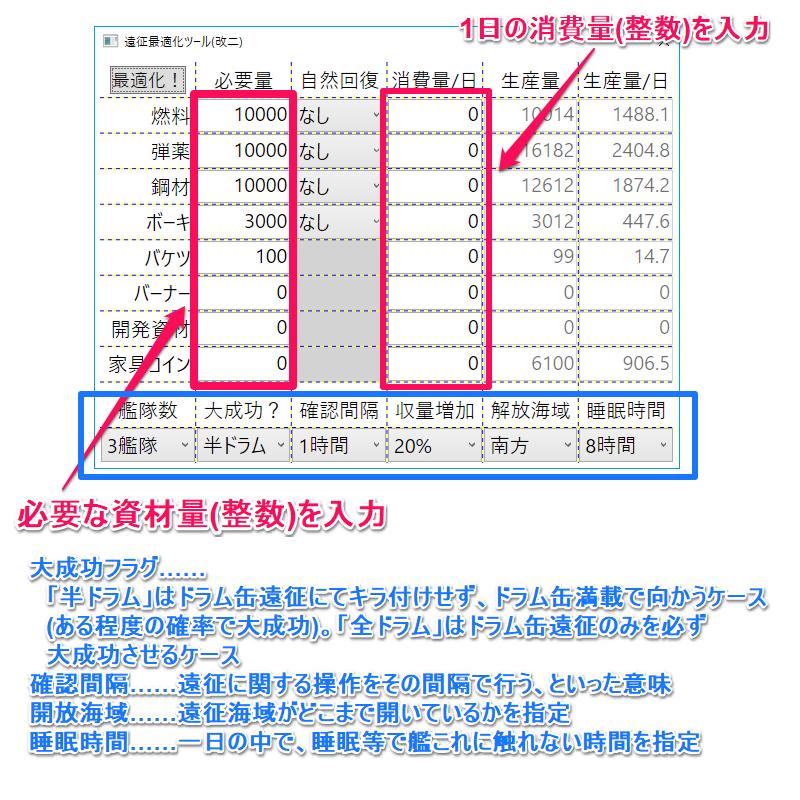 1日の消費量(整数)を入力
遠征最適化ツール(改二)
最適化！ 必要量 自然回復 消費量/日 生産量 生産量/日
燃料 10000 なし 0 10014 1488.1
弾薬 10000 なし 0 16182 2404.8
鋼材 10000 なし 0 12612 1874.2
ボーキ 3000 なし 0 3012 447.6
バケツ 100 0 99 14.7
バーナー 0 0 0 0
開発資材 0 0 0 0
家具コイン 0 0 6100 906.5
艦隊数 大成功？ 確認間隔 収量増加 解放海域 睡眠時間
3艦隊 半ドラム 1時間 20% 南方 8時間
必要な資材量(整数)を入力
大成功フラグ……
「半ドラム」はドラム缶遠征にてキラ付けせず、ドラム缶満載で向かうケース
(ある程度の確率で大成功)。「全ドラム」はドラム缶遠征のみを必ず
大成功させるケース
確認間隔……遠征に関する操作をその間隔で行う、といった意味
開放海域……遠征海域がどこまで開いているかを指定
睡眠時間……一日の中で、睡眠等で艦これに触れない時間を指定